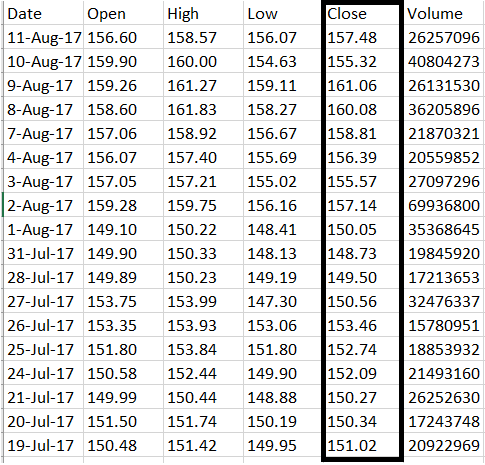 Date Open High Low Close Volume
11-Aug-17 156.60 158.57 156.07 157.48 26257096
10-Aug-17 159.90 160.00 154.63 155.32 40804273
9-Aug-17 159.26 161.27 159.11 161.06 26131530
8-Aug-17 158.60 161.83 158.27 160.08 36205896
7-Aug-17 157.06 158.92 156.67 158.81 21870321
4-Aug-17 156.07 157.40 155.69 156.39 20559852
3-Aug-17 157.05 157.21 155.02 155.57 27097296
2-Aug-17 159.28 159.75 156.16 157.14 69936800
1-Aug-17 149.10 150.22 148.41 150.05 35368645
31-Jul-17 149.90 150.33 148.13 148.73 19845920
28-Jul-17 149.89 150.23 149.19 149.50 17213653
27-Jul-17 153.75 153.99 147.30 150.56 32476337
26-Jul-17 153.35 153.93 153.06 153.46 15780951
25-Jul-17 151.80 153.84 151.80 152.74 18853932
24-Jul-17 150.58 152.44 149.90 152.09 21493160
21-Jul-17 149.99 150.44 148.88 150.27 26252630
20-Jul-17 151.50 151.74 150.19 150.34 17243748
19-Jul-17 150.48 151.42 149.95 151.02 20922969